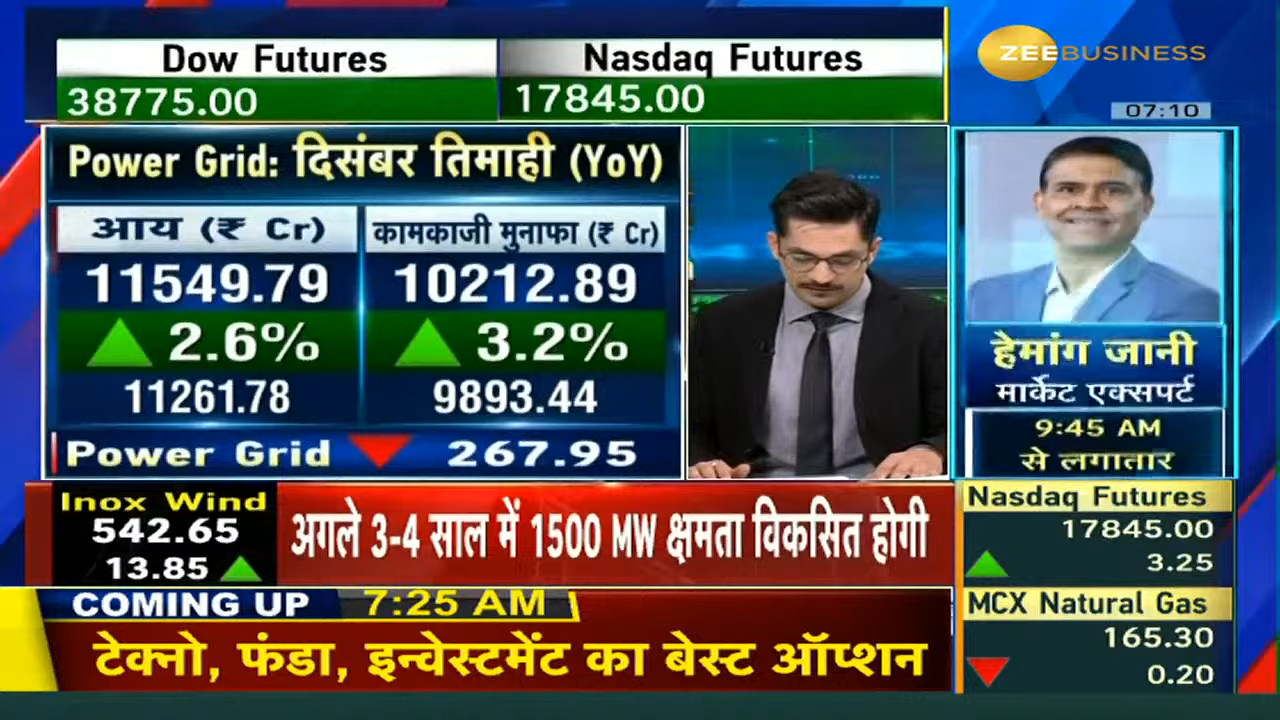 Dow Futures
38775.00
Nasdaq Futures
17845.00
ZEEBUSINESS
07:10
Power Grid: दिसंबर तिमाही (YoY)
आय (₹ Cr)
11549.79
2.6%
11261.78
कामकाजी मुनाफा (₹ Cr)
10212.89
3.2%
9893.44
Power Grid 267.95
हेमांग जानी
मार्केट एक्सपर्ट
9:45 AM
से लगातार
Inox Wind
542.65
13.85
अगले 3-4 साल में 1500 MW क्षमता विकसित होगी
Nasdaq Futures
17845.00
3.25
MCX Natural Gas
165.30
0.20
COMING UP 7:25 AM
टेक्नो, फंडा, इन्वेस्टमेंट का बेस्ट ऑप्शन